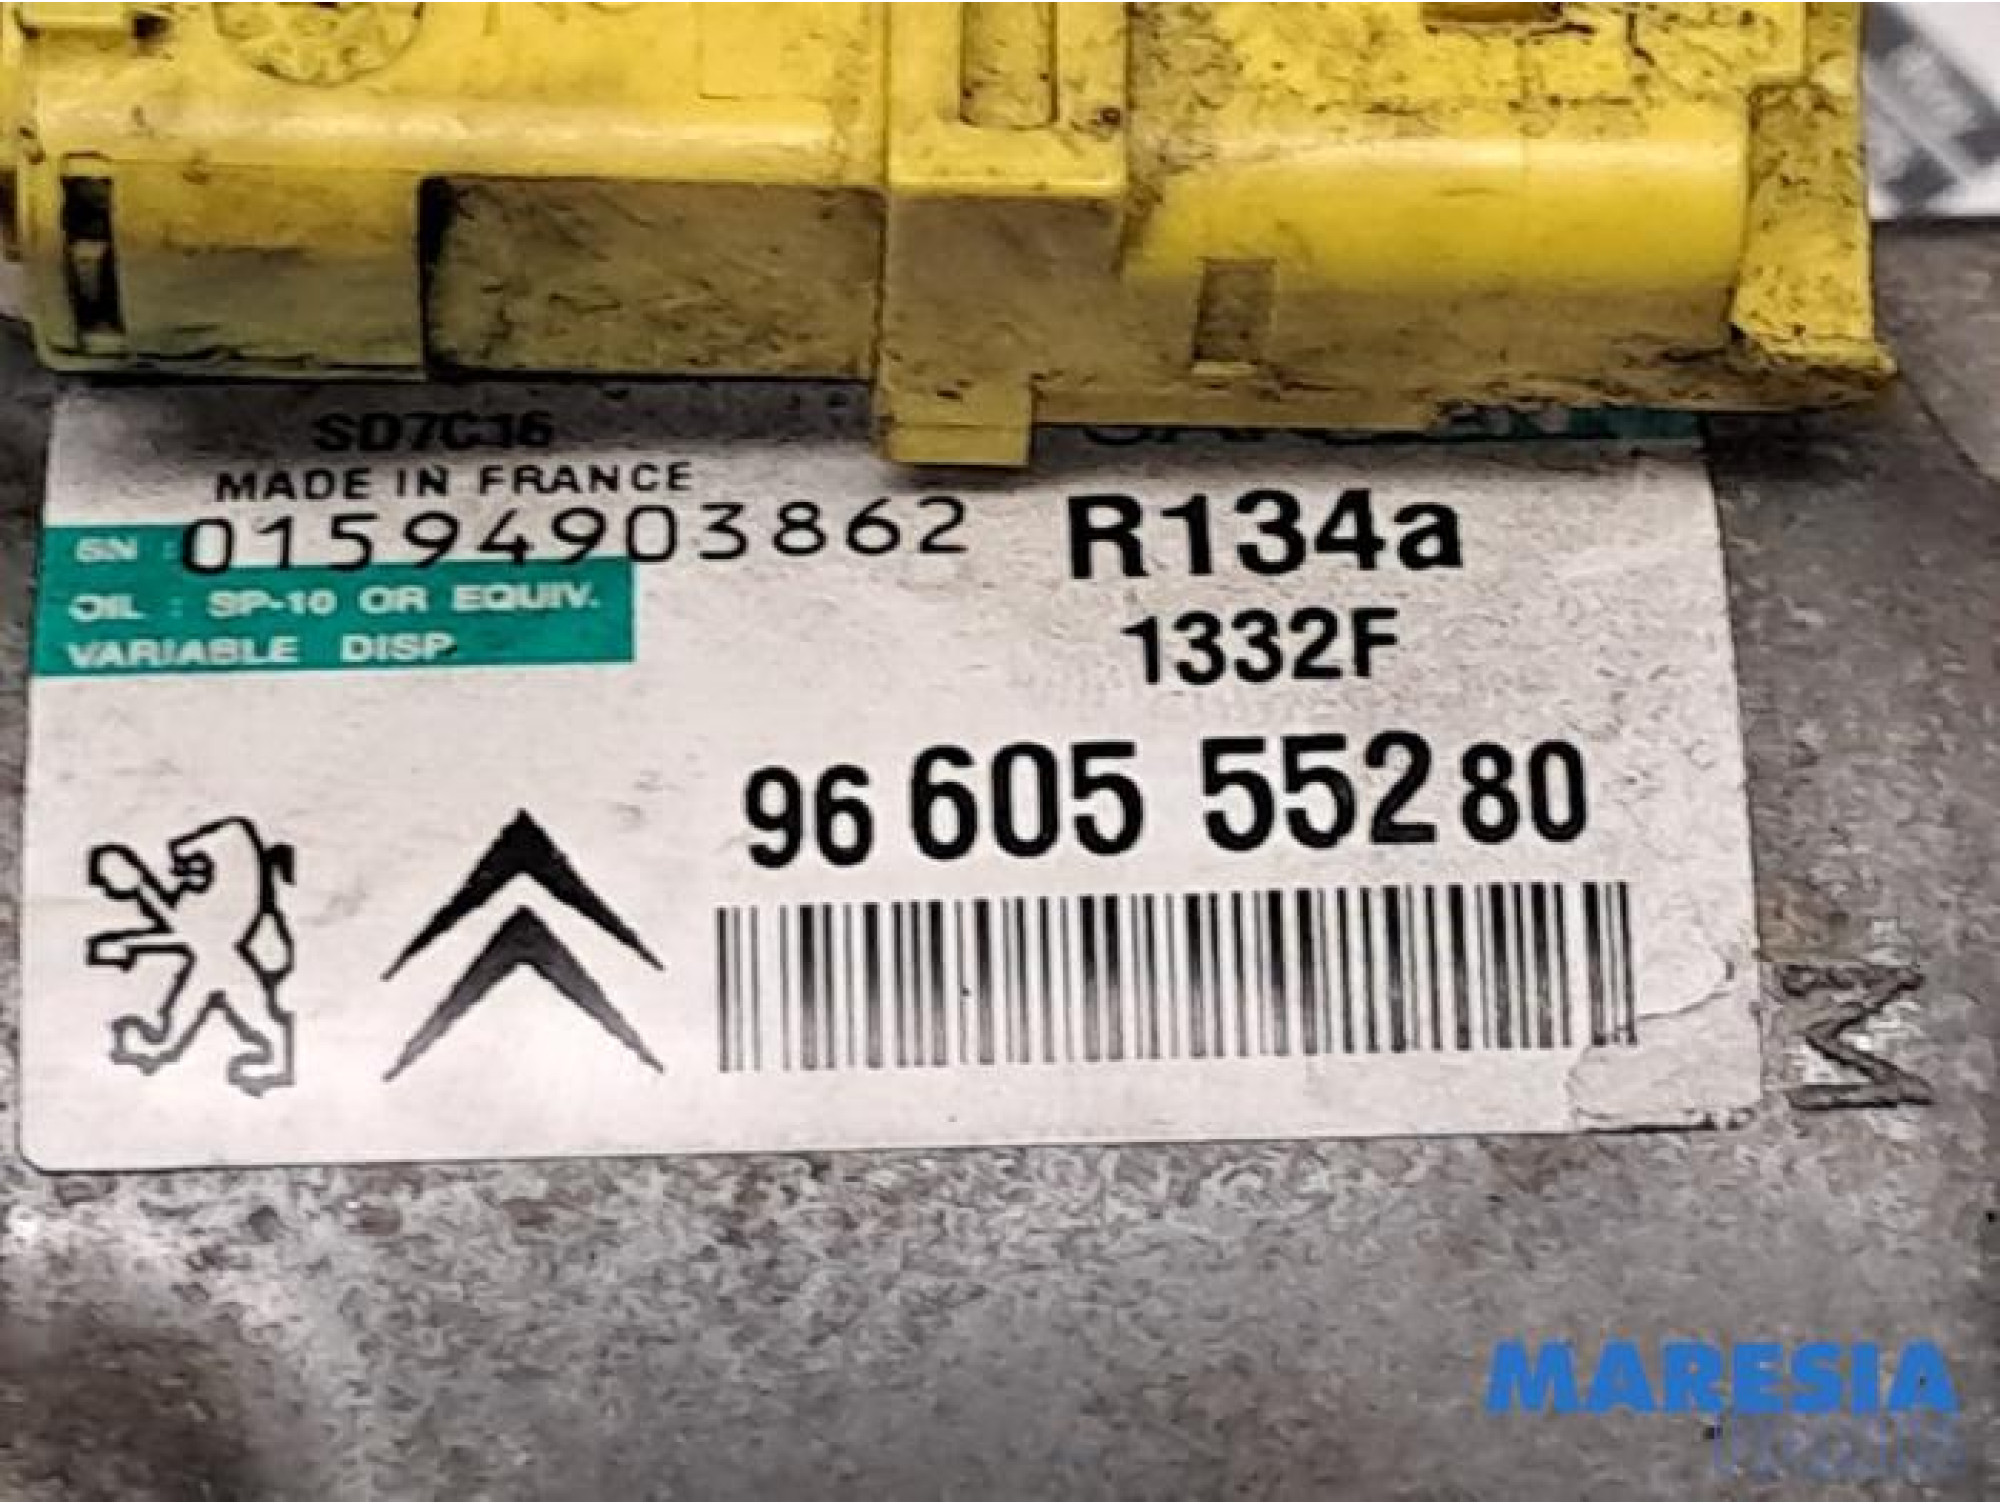 SD7C16
MADE IN FRANCE
SN : 01594903862
OIL : SP-10 OR EQUIV.
VARIABLE DISP.
R134a
1332F
96 605 552 80
M
MARESIA